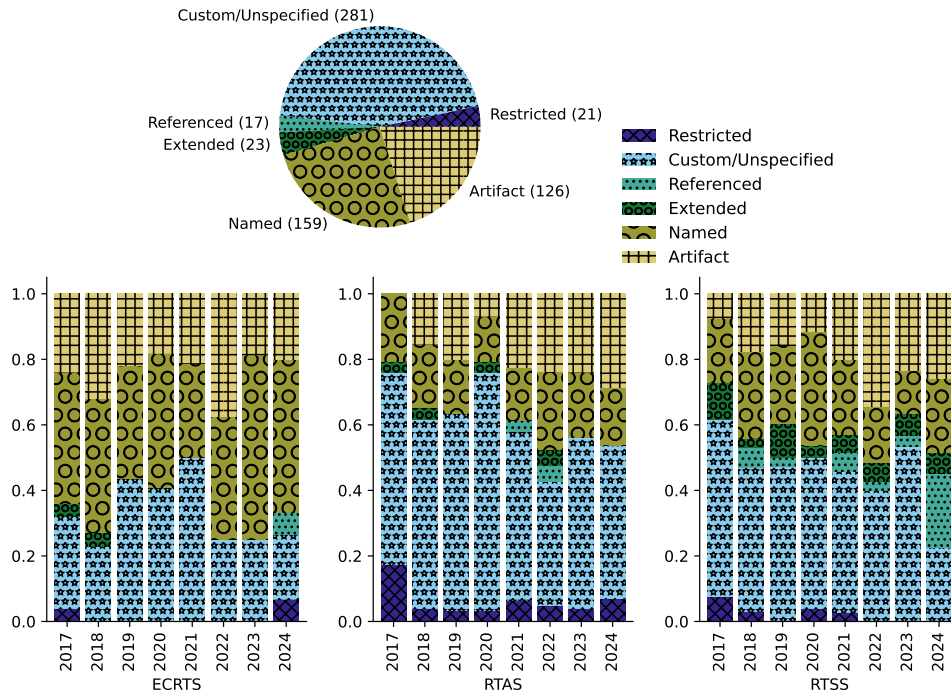 Custom/Unspecified (281)
Restricted (21)
Referenced (17)
Extended (23)
Artifact (126)
Named (159)
Restricted
Custom/Unspecified
Referenced
Extended
Named
Artifact
1.0
0.8
0.6
0.4
0.2
0.0
2017
2018
2019
2020
2021
2022
2023
2024
ECRTS
1.0
0.8
0.6
0.4
0.2
0.0
2017
2018
2019
2020
2021
2022
2023
2024
RTAS
1.0
0.8
0.6
0.4
0.2
0.0
2017
2018
2019
2020
2021
2022
2023
2024
RTSS